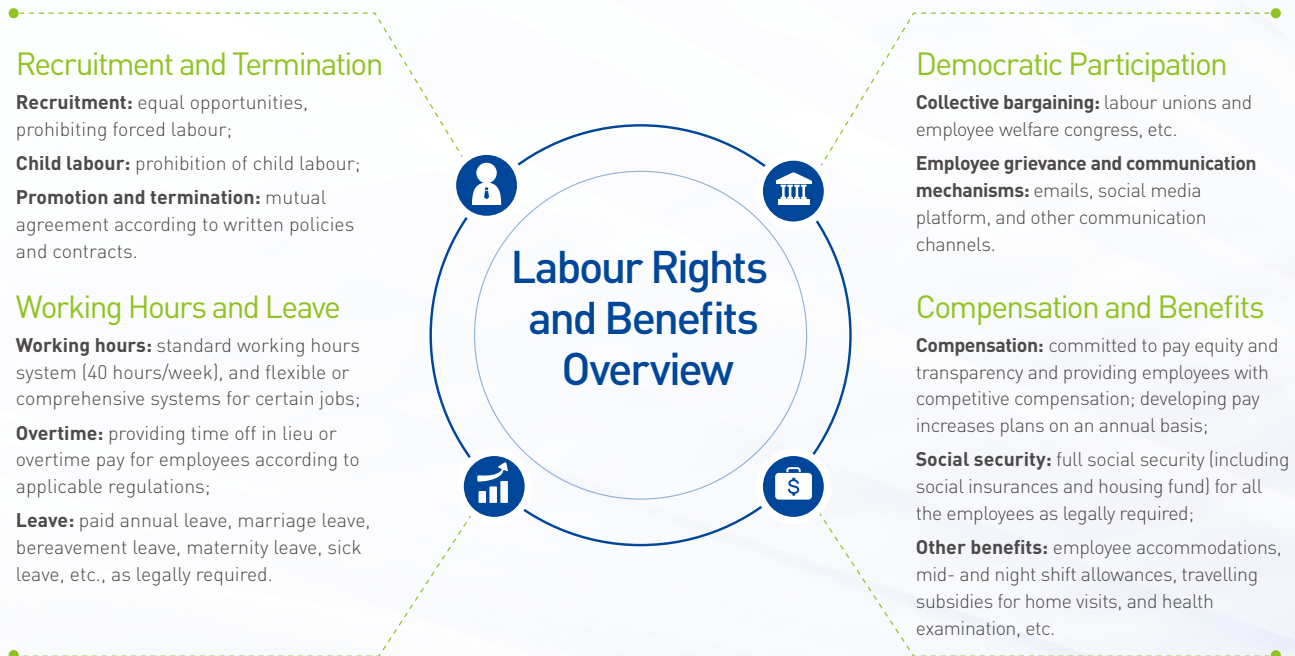 Recruitment and Termination
Recruitment: equal opportunities,
prohibiting forced labour;
Child labour: prohibition of child labour;
Promotion and termination: mutual
agreement according to written policies
and contracts.
Working Hours and Leave
Working hours: standard working hours
system (40 hours/week), and flexible or
comprehensive systems for certain jobs;
Overtime: providing time off in lieu or
overtime pay for employees according to
applicable regulations;
Leave: paid annual leave, marriage leave,
bereavement leave, maternity leave, sick
leave, etc., as legally required.
Labour Rights
and Benefits
Overview
$
Democratic Participation
Collective bargaining: labour unions and
employee welfare congress, etc.
Employee grievance and communication
mechanisms: emails, social media
platform, and other communication
channels.
Compensation and Benefits
Compensation: committed to pay equity and
transparency and providing employees with
competitive compensation; developing pay
increases plans on an annual basis;
Social security: full social security (including
social insurances and housing fund) for all
the employees as legally required;
Other benefits: employee accommodations,
mid- and night shift allowances, travelling
subsidies for home visits, and health
examination, etc.